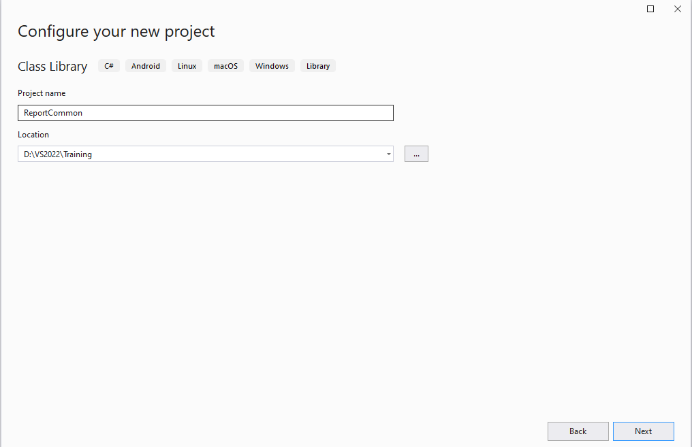 Configure your new project
Class Library C# Android Linux macOS Windows Library
Project name
ReportCommon
Location
D:\VS2022\Training ...
Back Next